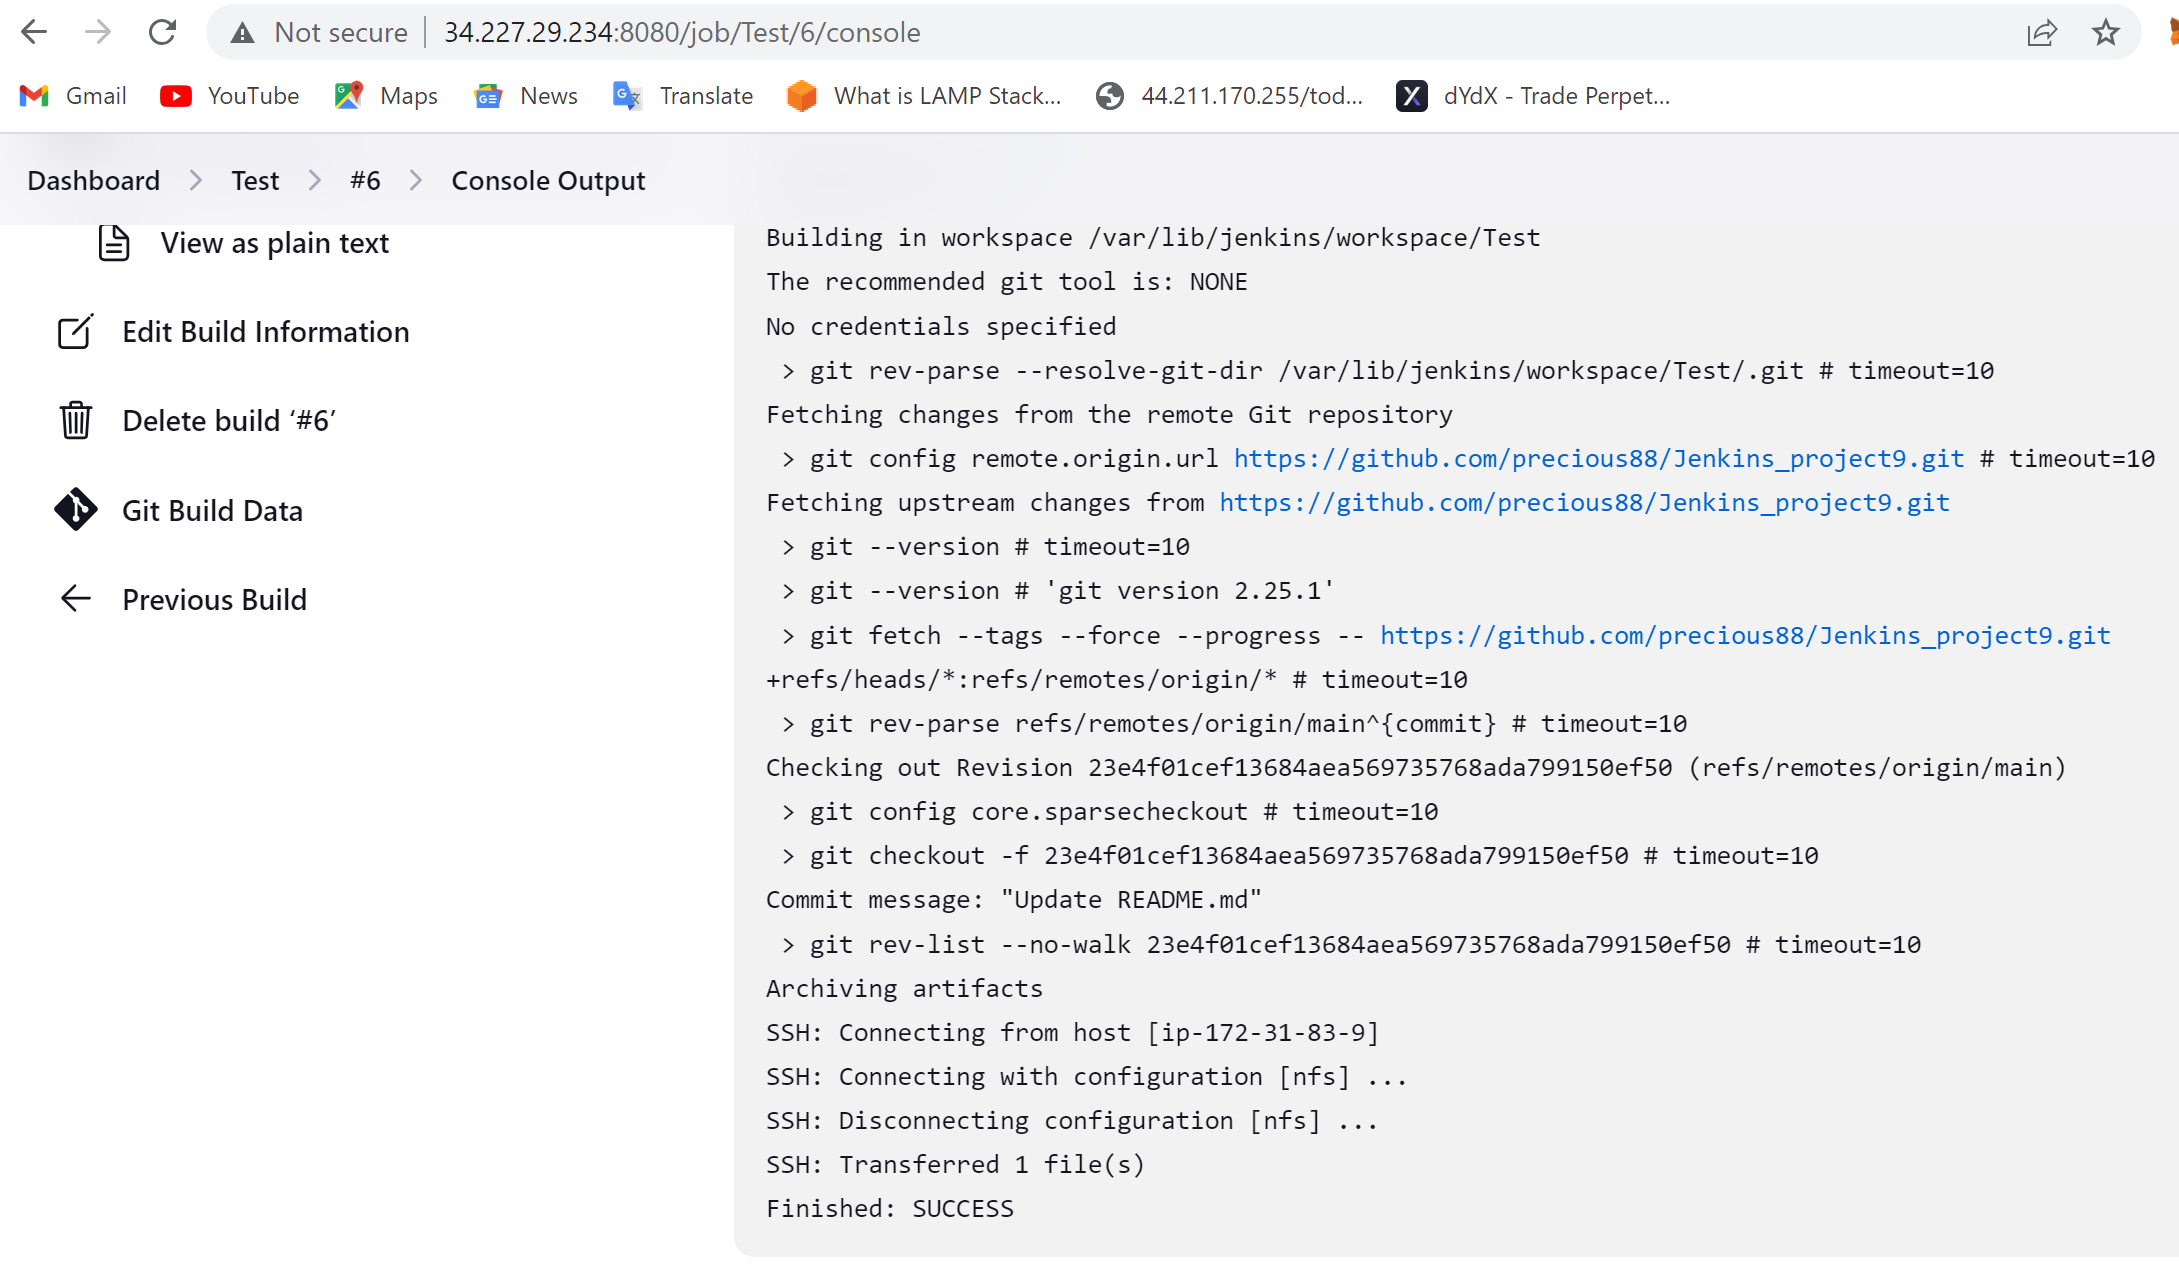 Not secure | 34.227.29.234:8080/job/Test/6/console
Gmail YouTube Maps News Translate What is LAMP Stack... 44.211.170.255/tod... dYdX - Trade Perpet...
Dashboard > Test > #6 > Console Output
View as plain text
Edit Build Information
Delete build ‘#6’
Git Build Data
Previous Build
Building in workspace /var/lib/jenkins/workspace/Test
The recommended git tool is: NONE
No credentials specified
 > git rev-parse --resolve-git-dir /var/lib/jenkins/workspace/Test/.git # timeout=10
Fetching changes from the remote Git repository
 > git config remote.origin.url https://github.com/precious88/Jenkins_project9.git # timeout=10
Fetching upstream changes from https://github.com/precious88/Jenkins_project9.git
 > git --version # timeout=10
 > git --version # 'git version 2.25.1'
 > git fetch --tags --force --progress -- https://github.com/precious88/Jenkins_project9.git
+refs/heads/*:refs/remotes/origin/* # timeout=10
 > git rev-parse refs/remotes/origin/main^{commit} # timeout=10
Checking out Revision 23e4f01cef13684aea569735768ada799150ef50 (refs/remotes/origin/main)
 > git config core.sparsecheckout # timeout=10
 > git checkout -f 23e4f01cef13684aea569735768ada799150ef50 # timeout=10
Commit message: "Update README.md"
 > git rev-list --no-walk 23e4f01cef13684aea569735768ada799150ef50 # timeout=10
Archiving artifacts
SSH: Connecting from host [ip-172-31-83-9]
SSH: Connecting with configuration [nfs] ...
SSH: Disconnecting configuration [nfs] ...
SSH: Transferred 1 file(s)
Finished: SUCCESS